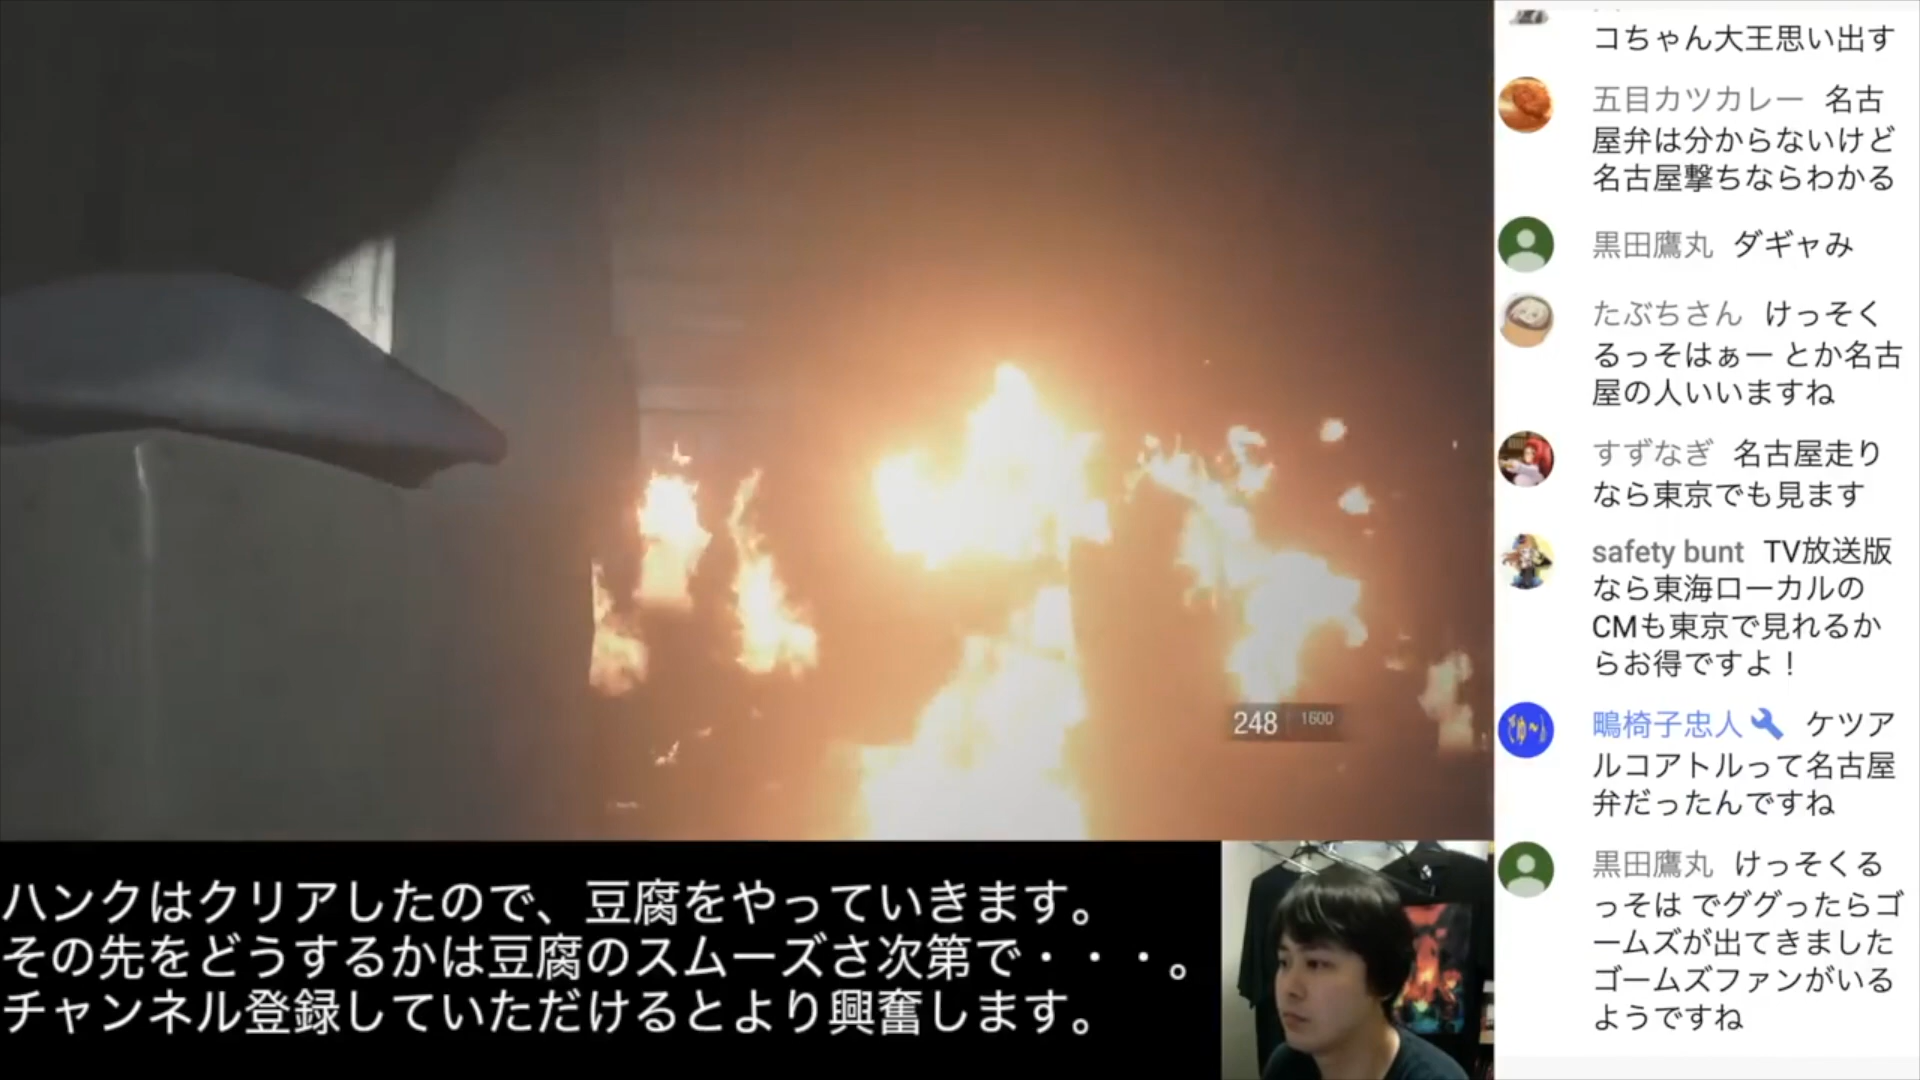 248
1600
ハンクはクリアしたので、豆腐をやっていきます。
その先をどうするかは豆腐のスムーズさ次第で・・・。
チャンネル登録していただけるとより興奮します。
コちゃん大王思い出す
五目カツカレー 名古
屋弁は分からないけど
名古屋撃ちならわかる
黒田鷹丸 ダギャみ
たぶちさん けっそく
るっそはぁー とか名古
屋の人いいますね
すずなぎ 名古屋走り
なら東京でも見ます
safety bunt TV放送版
なら東海ローカルの
CMも東京で見れるか
らお得ですよ！
鴫椅子忠人 ケツア
ルコアトルって名古屋
弁だったんですね
黒田鷹丸 けっそくる
っそは でググったらゴ
ームズが出てきました
ゴームズファンがいる
ようですね